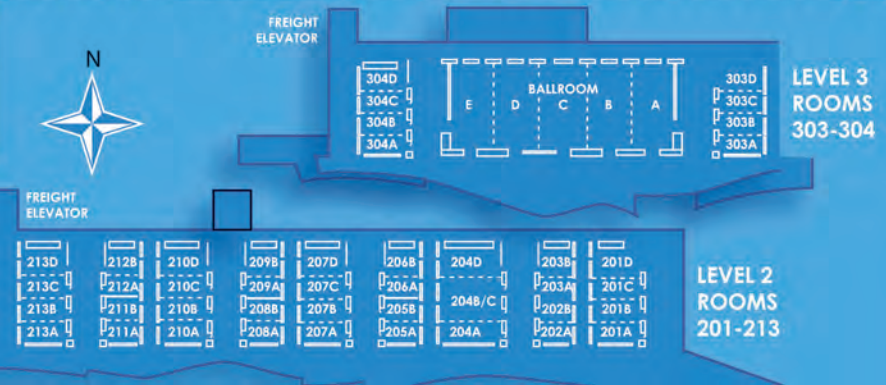 FREIGHT
ELEVATOR
N
304D
304C
304B
304A
BALLROOM
E D C B A
303D
303C
303B
303A
LEVEL 3
ROOMS
303-304
FREIGHT
ELEVATOR
213D 212B 210D 209B 207D 206B 204D 203B 201D
213C 212A 210C 209A 207C 206A 203A 201C
213B 211B 210B 208B 207B 205B 204B/C 202B 201B
213A 211A 210A 208A 207A 205A 204A 202A 201A
LEVEL 2
ROOMS
201-213